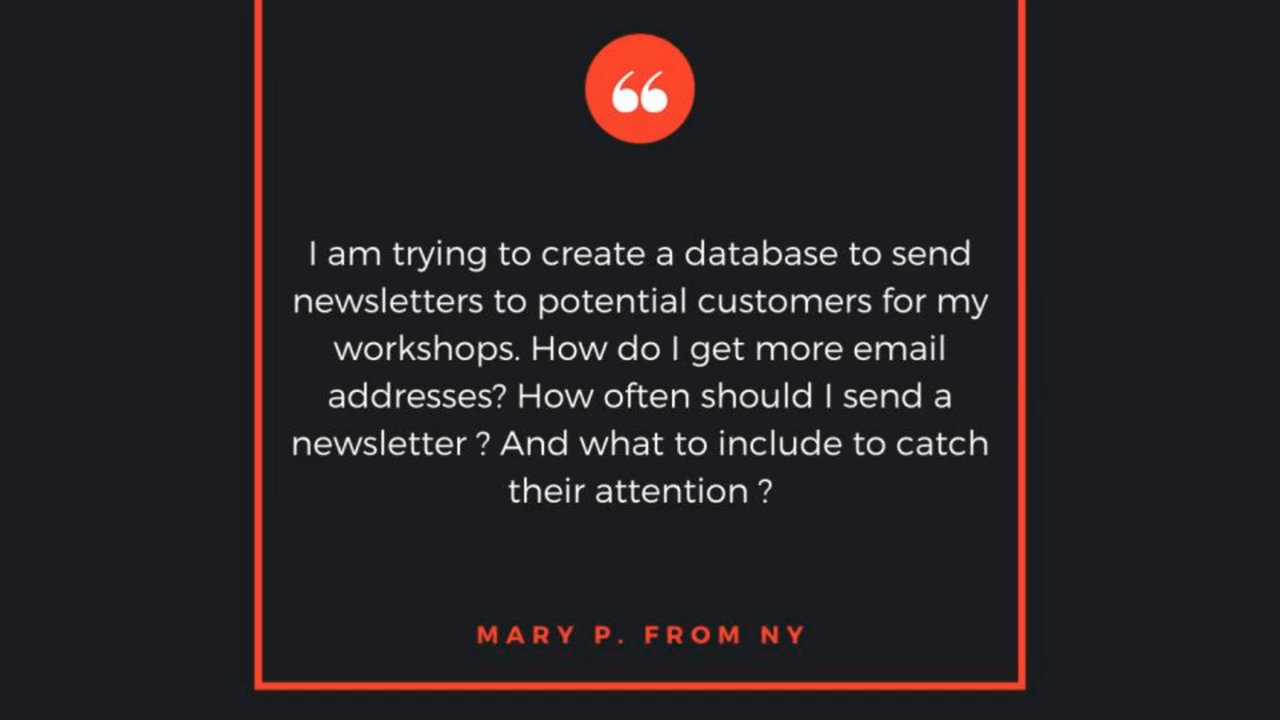 “
I am trying to create a database to send
newsletters to potential customers for my
workshops. How do I get more email
addresses? How often should I send a
newsletter ? And what to include to catch
their attention ?
MARY P. FROM NY